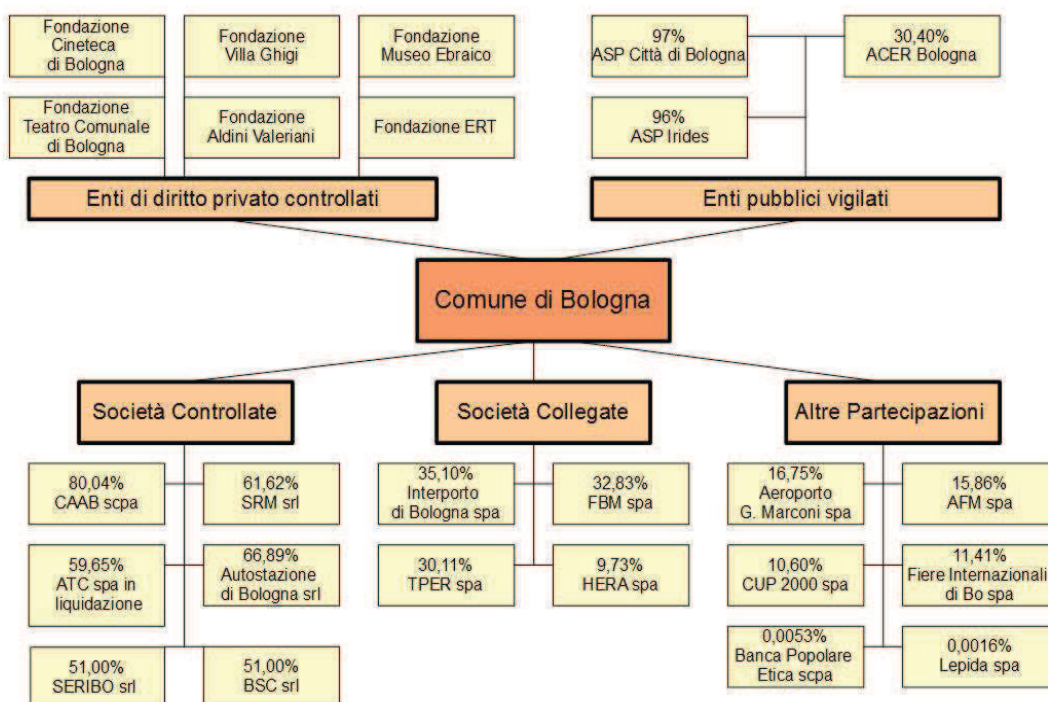 Fondazione
Cineteca
di Bologna
Fondazione
Villa Ghigi
Fondazione
Museo Ebraico
97%
ASP Città di Bologna
30,40%
ACER Bologna
Fondazione
Teatro Comunale
di Bologna
Fondazione
Aldini Valeriani
Fondazione ERT
96%
ASP Irides
Enti di diritto privato controllati
Enti pubblici vigilati
Comune di Bologna
Società Controllate
Società Collegate
Altre Partecipazioni
80,04%
CAAB scpa
61,62%
SRM srl
35,10%
Interporto
di Bologna spa
32,83%
FBM spa
16,75%
Aeroporto
G. Marconi spa
15,86%
AFM spa
59,65%
ATC spa in
liquidazione
66,89%
Autostazione
di Bologna srl
30,11%
TPER spa
9,73%
HERA spa
10,60%
CUP 2000 spa
11,41%
Fiere Internazionali
di Bo spa
51,00%
SERIBO srl
51,00%
BSC srl
0,0053%
Banca Popolare
Etica scpa
0,0016%
Lepida spa